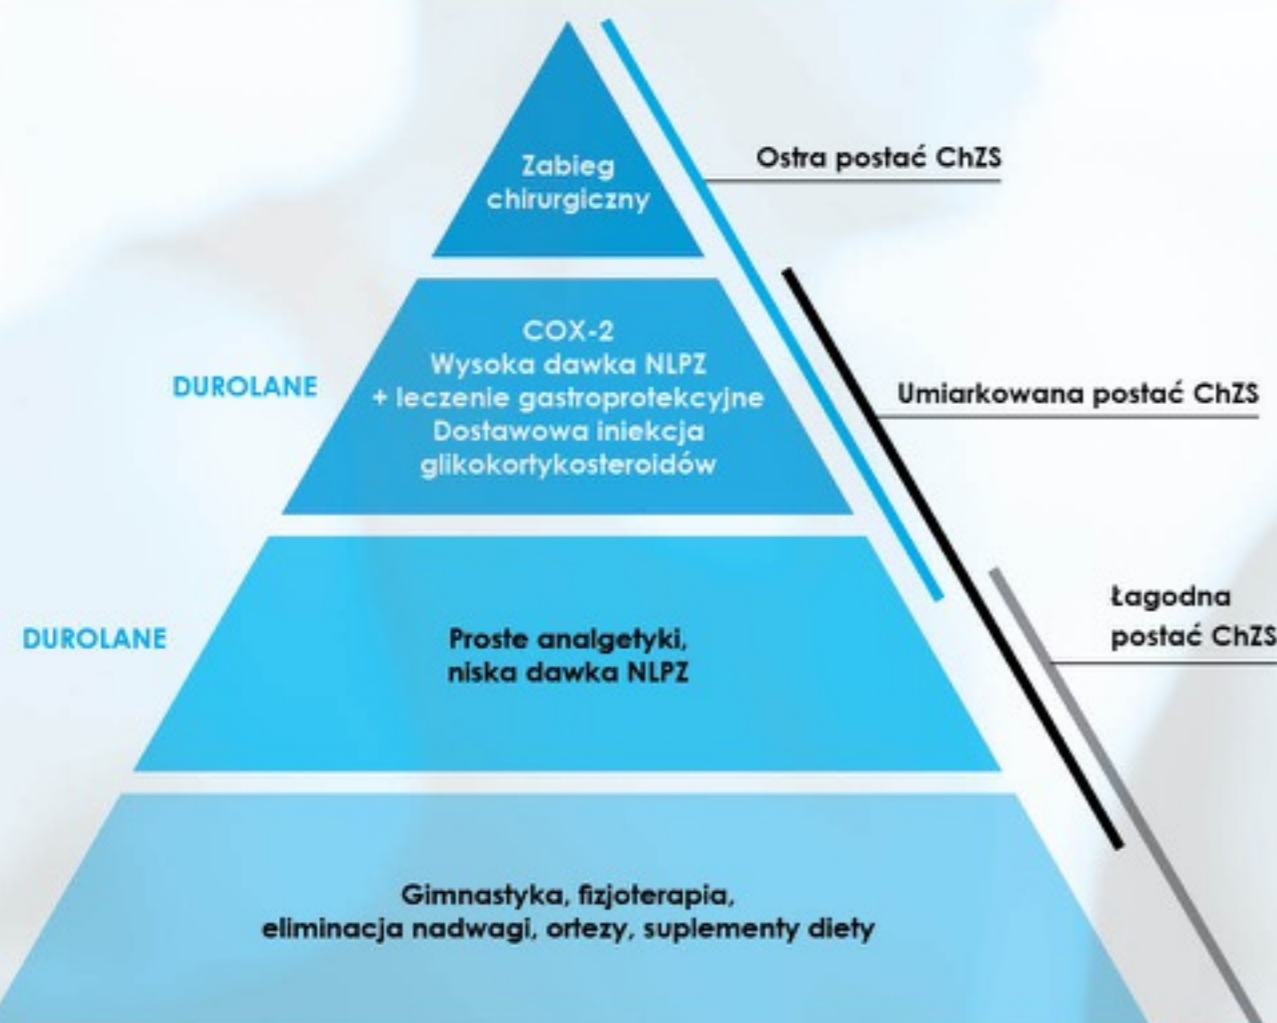 Zabieg
chirurgiczny
Ostra postać ChZS
COX-2
Wysoka dawka NLPZ
+ leczenie gastroprotekcyjne
Dostawowa iniekcja
glikokortykosteroidów
DUROLANE
Umiarkowana postać ChZS
DUROLANE
Proste analgetyki,
niska dawka NLPZ
Łagodna
postać ChZS
Gimnastyka, fizjoterapia,
eliminacja nadwagi, ortezy, suplementy diety